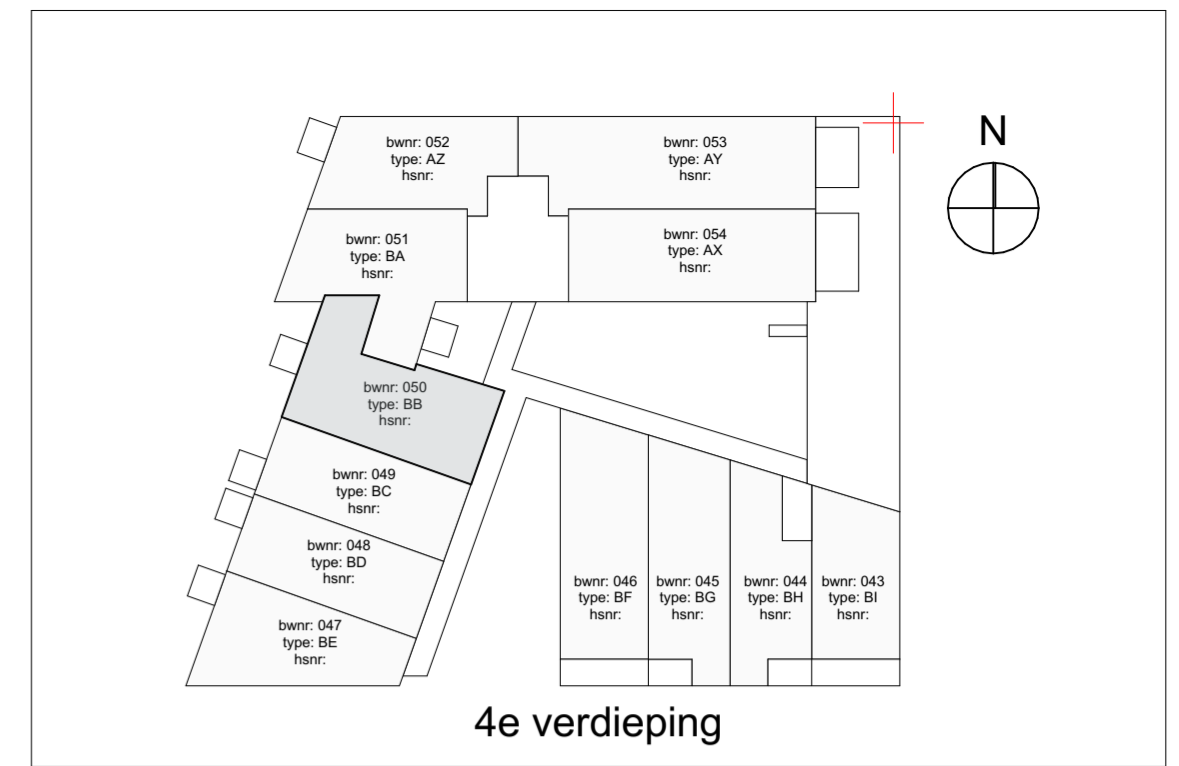 bwnr: 052
type: AZ
hsnr:
bwnr: 053
type: AY
hsnr:
N
bwnr: 051
type: BA
hsnr:
bwnr: 054
type: AX
hsnr:
bwnr: 050
type: BB
hsnr:
bwnr: 049
type: BC
hsnr:
bwnr: 048
type: BD
hsnr:
bwnr: 047
type: BE
hsnr:
bwnr: 046
type: BF
hsnr:
bwnr: 045
type: BG
hsnr:
bwnr: 044
type: BH
hsnr:
bwnr: 043
type: BI
hsnr:
4e verdieping